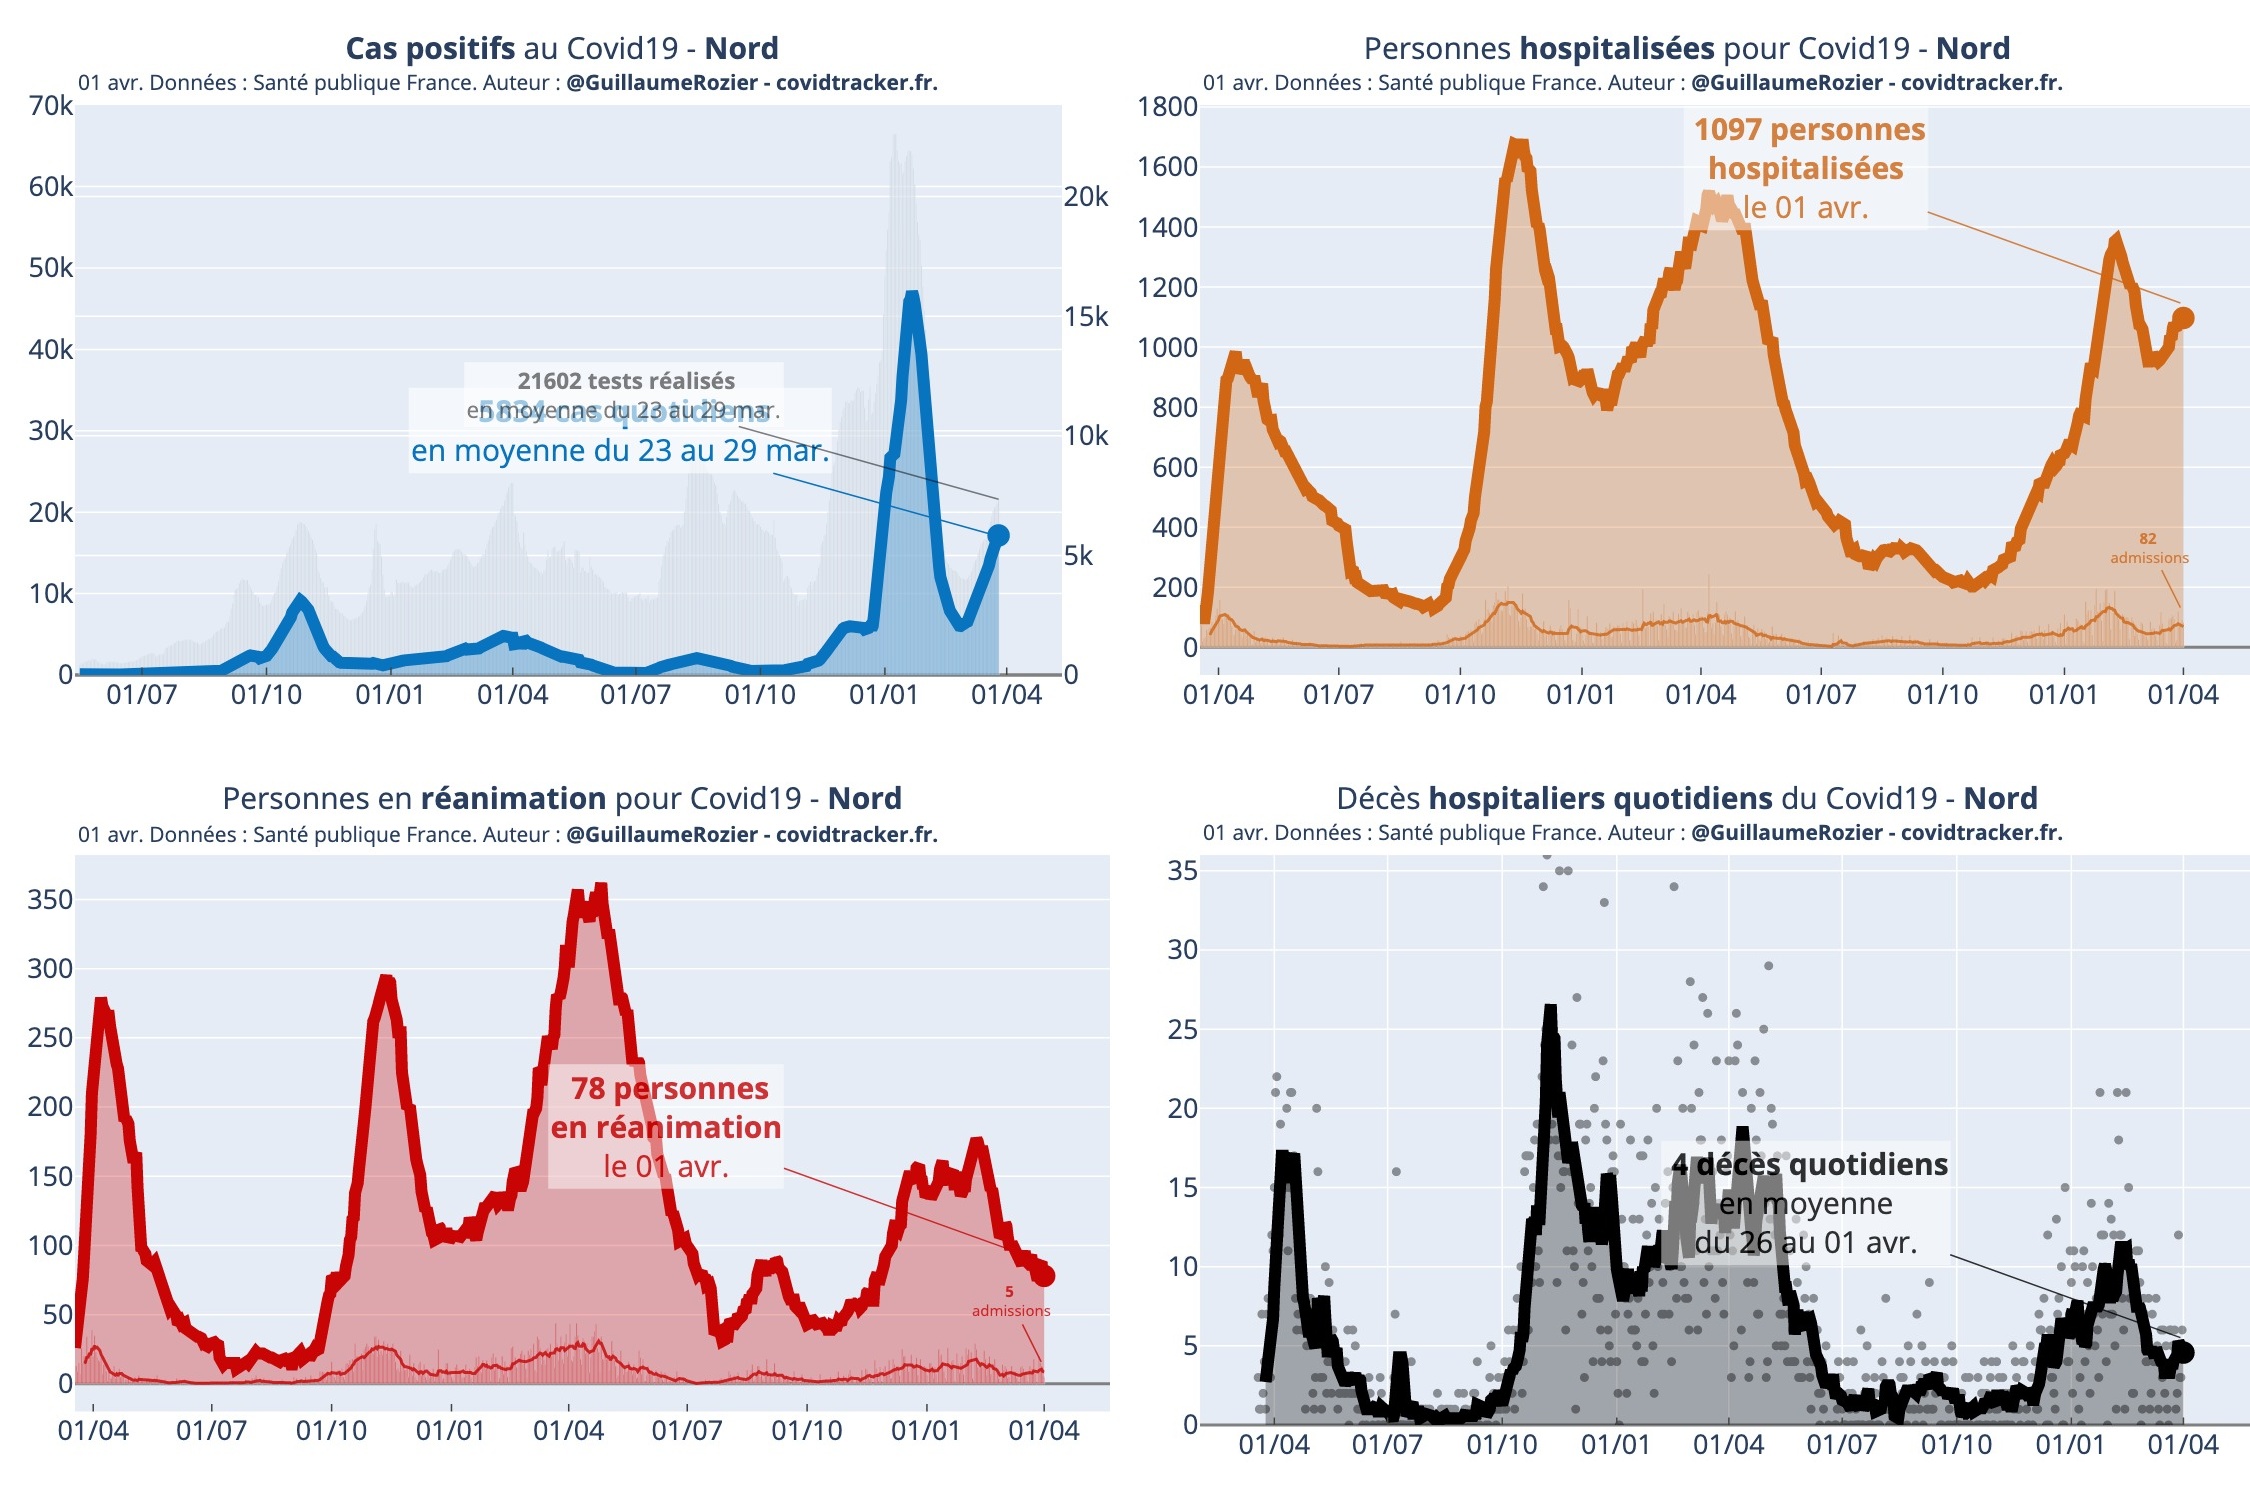 Cas positifs au Covid19 - Nord
01 avr. Données : Santé publique France. Auteur : @GuillaumeRozier - covidtracker.fr.
70k
60k
50k
40k
30k
20k
10k
0
20k
15k
10k
5k
0
21602 tests réalisés
en moyenne du 23 au 29 mar.
5834 cas quotidiens
en moyenne du 23 au 29 mar.
01/07 01/10 01/01 01/04 01/07 01/10 01/01 01/04
Personnes hospitalisées pour Covid19 - Nord
01 avr. Données : Santé publique France. Auteur : @GuillaumeRozier - covidtracker.fr.
1800
1600
1400
1200
1000
800
600
400
200
0
1097 personnes
hospitalisées
le 01 avr.
82
admissions
01/04 01/07 01/10 01/01 01/04 01/07 01/10 01/01 01/04
Personnes en réanimation pour Covid19 - Nord
01 avr. Données : Santé publique France. Auteur : @GuillaumeRozier - covidtracker.fr.
350
300
250
200
150
100
50
0
78 personnes
en réanimation
le 01 avr.
5
admissions
01/04 01/07 01/10 01/01 01/04 01/07 01/10 01/01 01/04
Décès hospitaliers quotidiens du Covid19 - Nord
01 avr. Données : Santé publique France. Auteur : @GuillaumeRozier - covidtracker.fr.
35
30
25
20
15
10
5
0
4 décès quotidiens
en moyenne
du 26 au 01 avr.
01/04 01/07 01/10 01/01 01/04 01/07 01/10 01/01 01/04